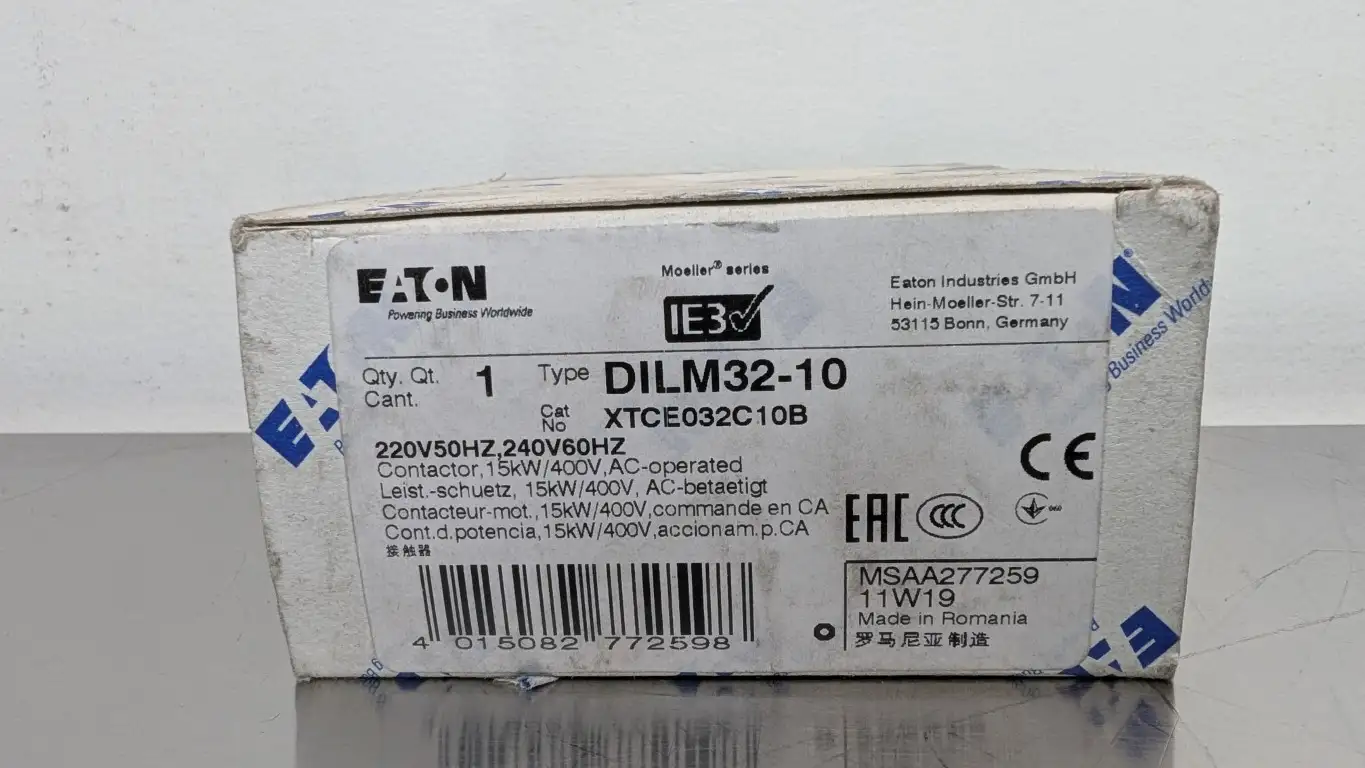 EATON
Powering Business Worldwide
Moeller® series
IE3
Eaton Industries GmbH
Hein-Moeller-Str. 7-11
53115 Bonn, Germany
Qty. Qt. 1
Cant.
Type DILM32-10
Cat No XTCE032C10B
220V50HZ,240V60HZ
Contactor,15kW/400V,AC-operated
Leist.-schuetz, 15kW/400V, AC-betaetigt
Contacteur-mot.,15kW/400V,commande en CA
Cont.d.potencia,15kW/400V,accionam.p.CA
接触器
CE
EAC
CCC
060
4 015082 772598
MSAA277259
11W19
Made in Romania
罗马尼亚制造
EAT
N®
Business World